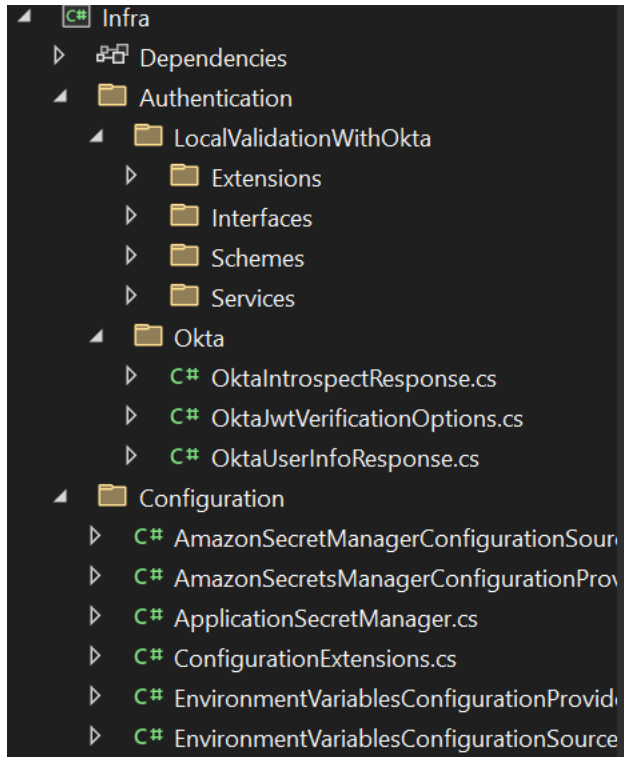 C# Infra
Dependencies
Authentication
LocalValidationWithOkta
Extensions
Interfaces
Schemes
Services
Okta
C# OktaIntrospectResponse.cs
C# OktaJwtVerificationOptions.cs
C# OktaUserInfoResponse.cs
Configuration
C# AmazonSecretManagerConfigurationSour
C# AmazonSecretsManagerConfigurationProv
C# ApplicationSecretManager.cs
C# ConfigurationExtensions.cs
C# EnvironmentVariablesConfigurationProvid
C# EnvironmentVariablesConfigurationSource